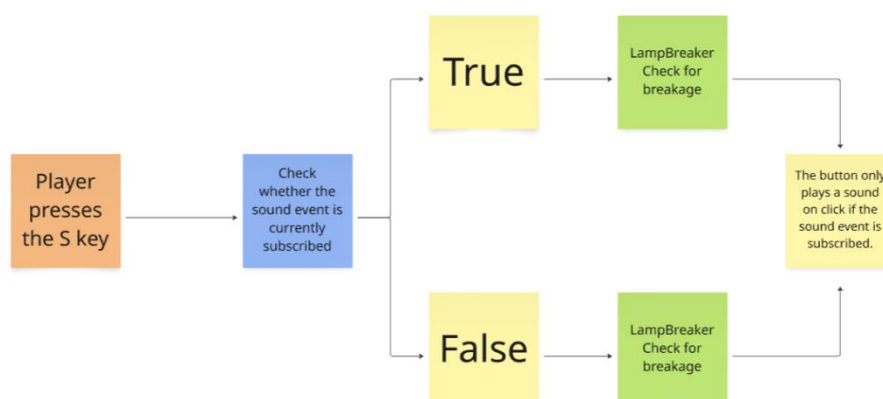 Player
presses
the S key
Check
whether the
sound event is
currently
subscribed
True
LampBreaker
Check for
breakage
False
LampBreaker
Check for
breakage
The button only
plays a sound
on click if the
sound event is
subscribed.